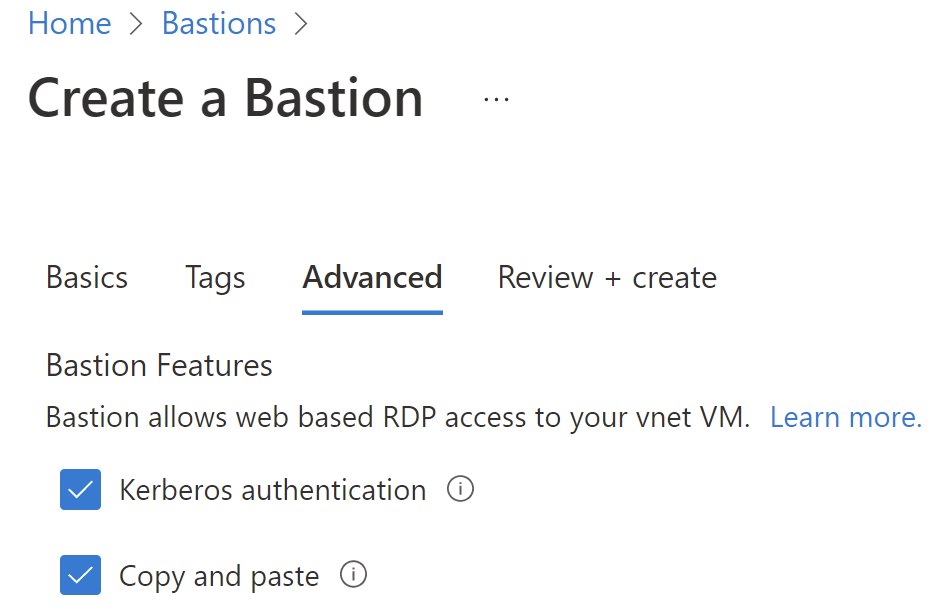 Home > Bastions >
Create a Bastion ...
Basics Tags Advanced Review + create
Bastion Features
Bastion allows web based RDP access to your vnet VM. Learn more.
Kerberos authentication
Copy and paste